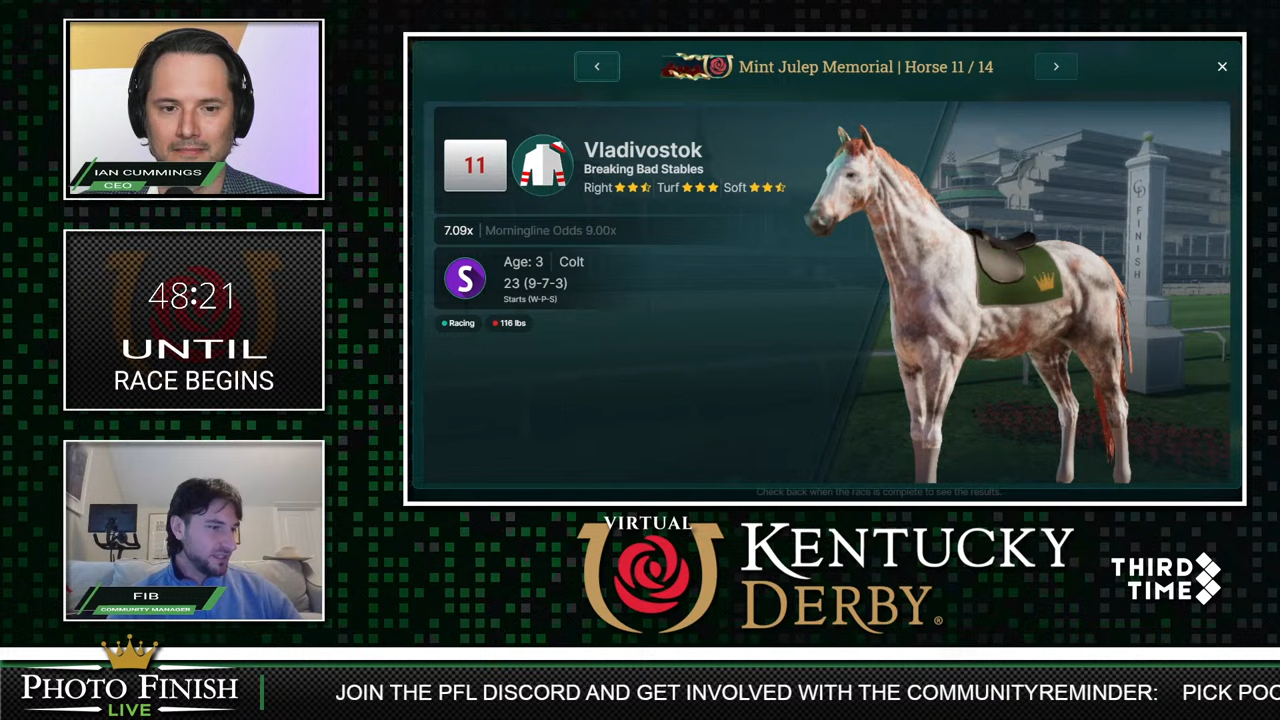 IAN CUMMINGS
CEO
48:21
UNTIL
RACE BEGINS
FIB
COMMUNITY MANAGER
Mint Julep Memorial | Horse 11 / 14
11
Vladivostok
Breaking Bad Stables
Right Turf Soft
7.09x | Morningline Odds 9.00x
S
Age: 3 Colt
23 (9-7-3)
Starts (W-P-S)
Racing 116 lbs
FINISH
Check back when the race is complete to see the results.
VIRTUAL
KENTUCKY
DERBY®
THIRD
TIME
PHOTO FINISH
LIVE
JOIN THE PFL DISCORD AND GET INVOLVED WITH THE COMMUNITYREMINDER: PICK POO